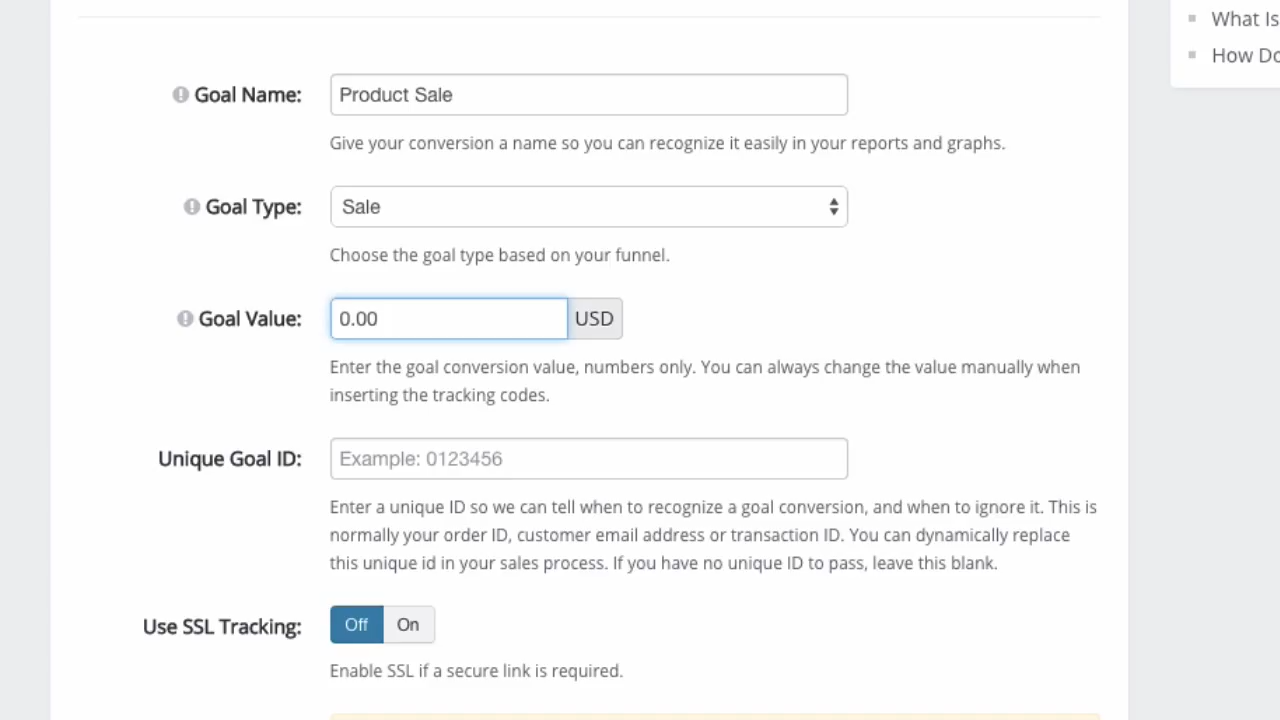 What Is
How Do
Goal Name:
Product Sale
Give your conversion a name so you can recognize it easily in your reports and graphs.
Goal Type:
Sale
Choose the goal type based on your funnel.
Goal Value:
0.00 USD
Enter the goal conversion value, numbers only. You can always change the value manually when
inserting the tracking codes.
Unique Goal ID:
Example: 0123456
Enter a unique ID so we can tell when to recognize a goal conversion, and when to ignore it. This is
normally your order ID, customer email address or transaction ID. You can dynamically replace
this unique id in your sales process. If you have no unique ID to pass, leave this blank.
Use SSL Tracking:
Off On
Enable SSL if a secure link is required.